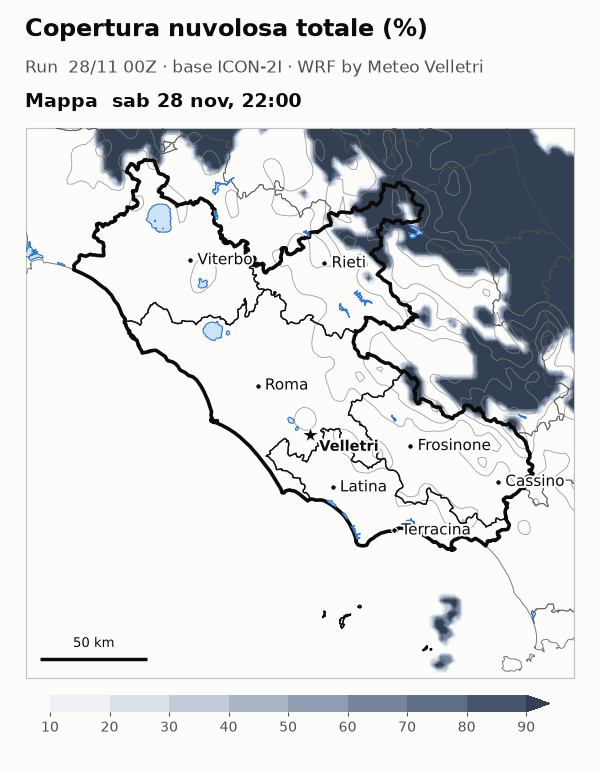 Copertura nuvolosa totale (%)
Run  28/11 00Z · base ICON-2I · WRF by Meteo Velletri
Mappa  sab 28 nov, 22:00
Viterbo
Rieti
Roma
Velletri
Frosinone
Latina
Cassino
Terracina
50 km
10 20 30 40 50 60 70 80 90